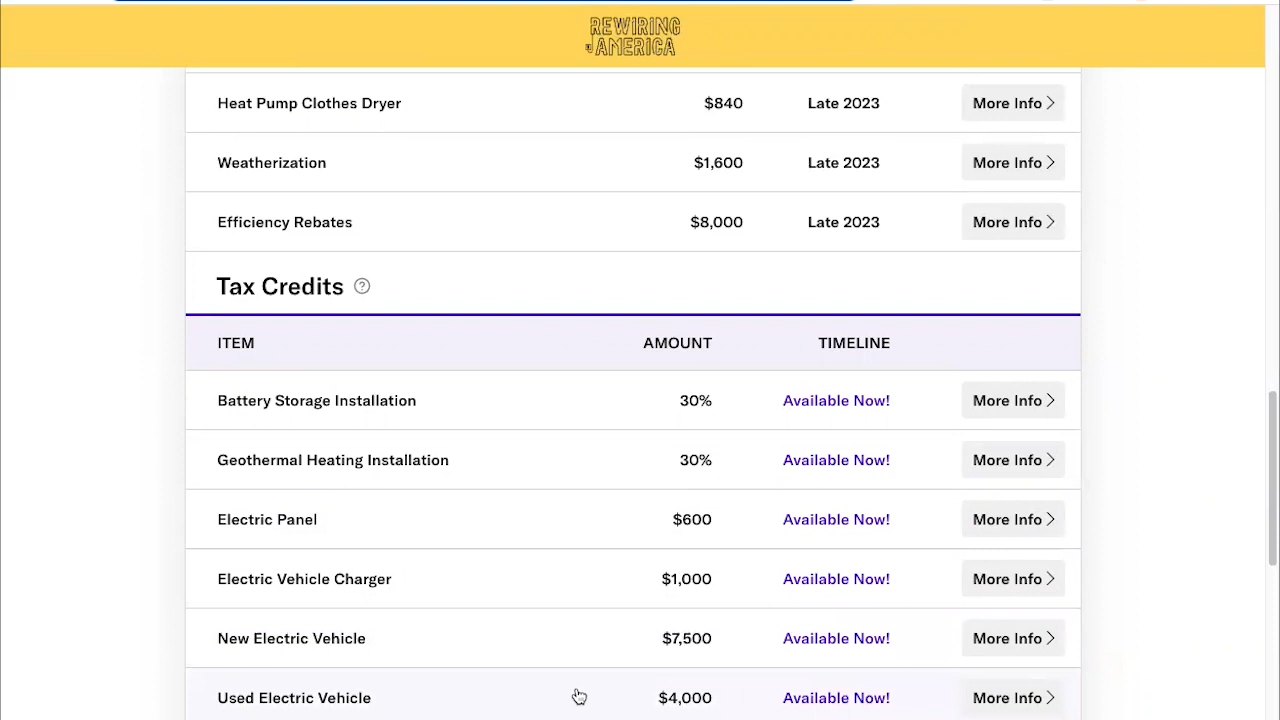 REWIRING
AMERICA
Heat Pump Clothes Dryer $840 Late 2023 More Info
Weatherization $1,600 Late 2023 More Info
Efficiency Rebates $8,000 Late 2023 More Info
Tax Credits ?
ITEM AMOUNT TIMELINE
Battery Storage Installation 30% Available Now! More Info
Geothermal Heating Installation 30% Available Now! More Info
Electric Panel $600 Available Now! More Info
Electric Vehicle Charger $1,000 Available Now! More Info
New Electric Vehicle $7,500 Available Now! More Info
Used Electric Vehicle $4,000 Available Now! More Info